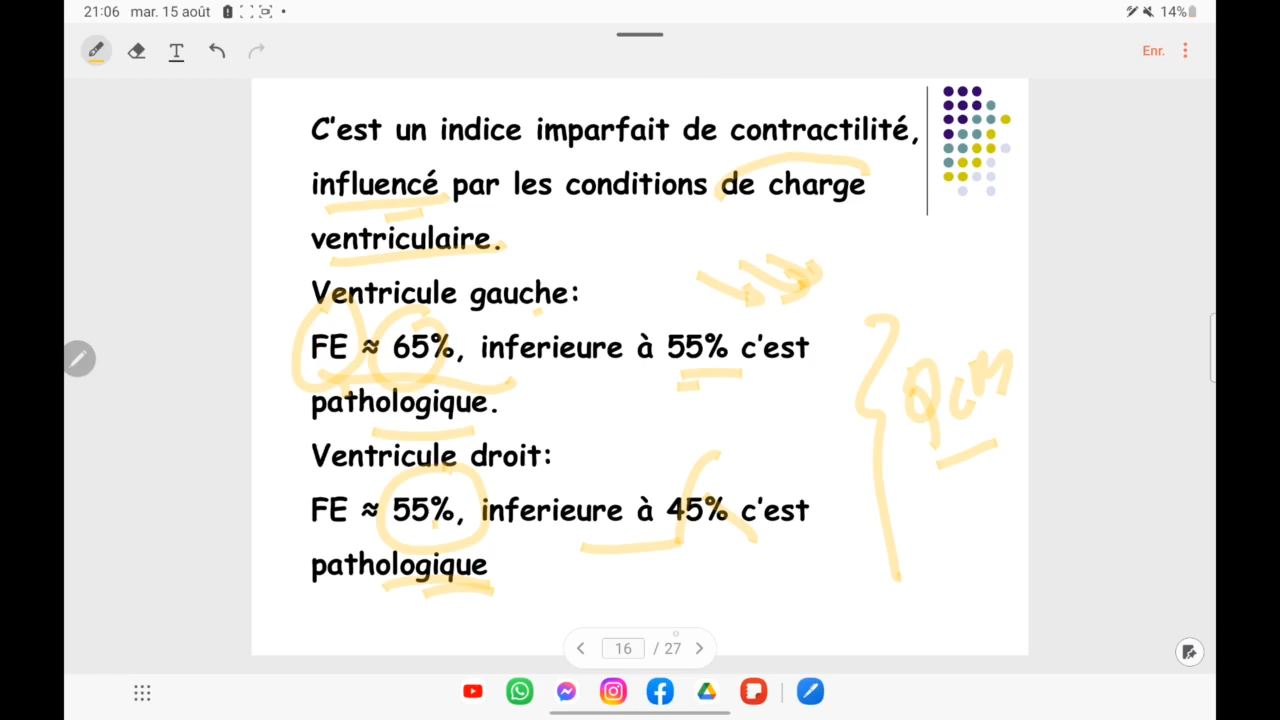 21:06 mar. 15 août
14%
T
Enr.
C'est un indice imparfait de contractilité,
influencé par les conditions de charge
ventriculaire.
Ventricule gauche:
FE ≈ 65%, inferieure à 55% c'est
pathologique.
QCM
Ventricule droit:
FE ≈ 55%, inferieure à 45% c'est
pathologique
16 / 27